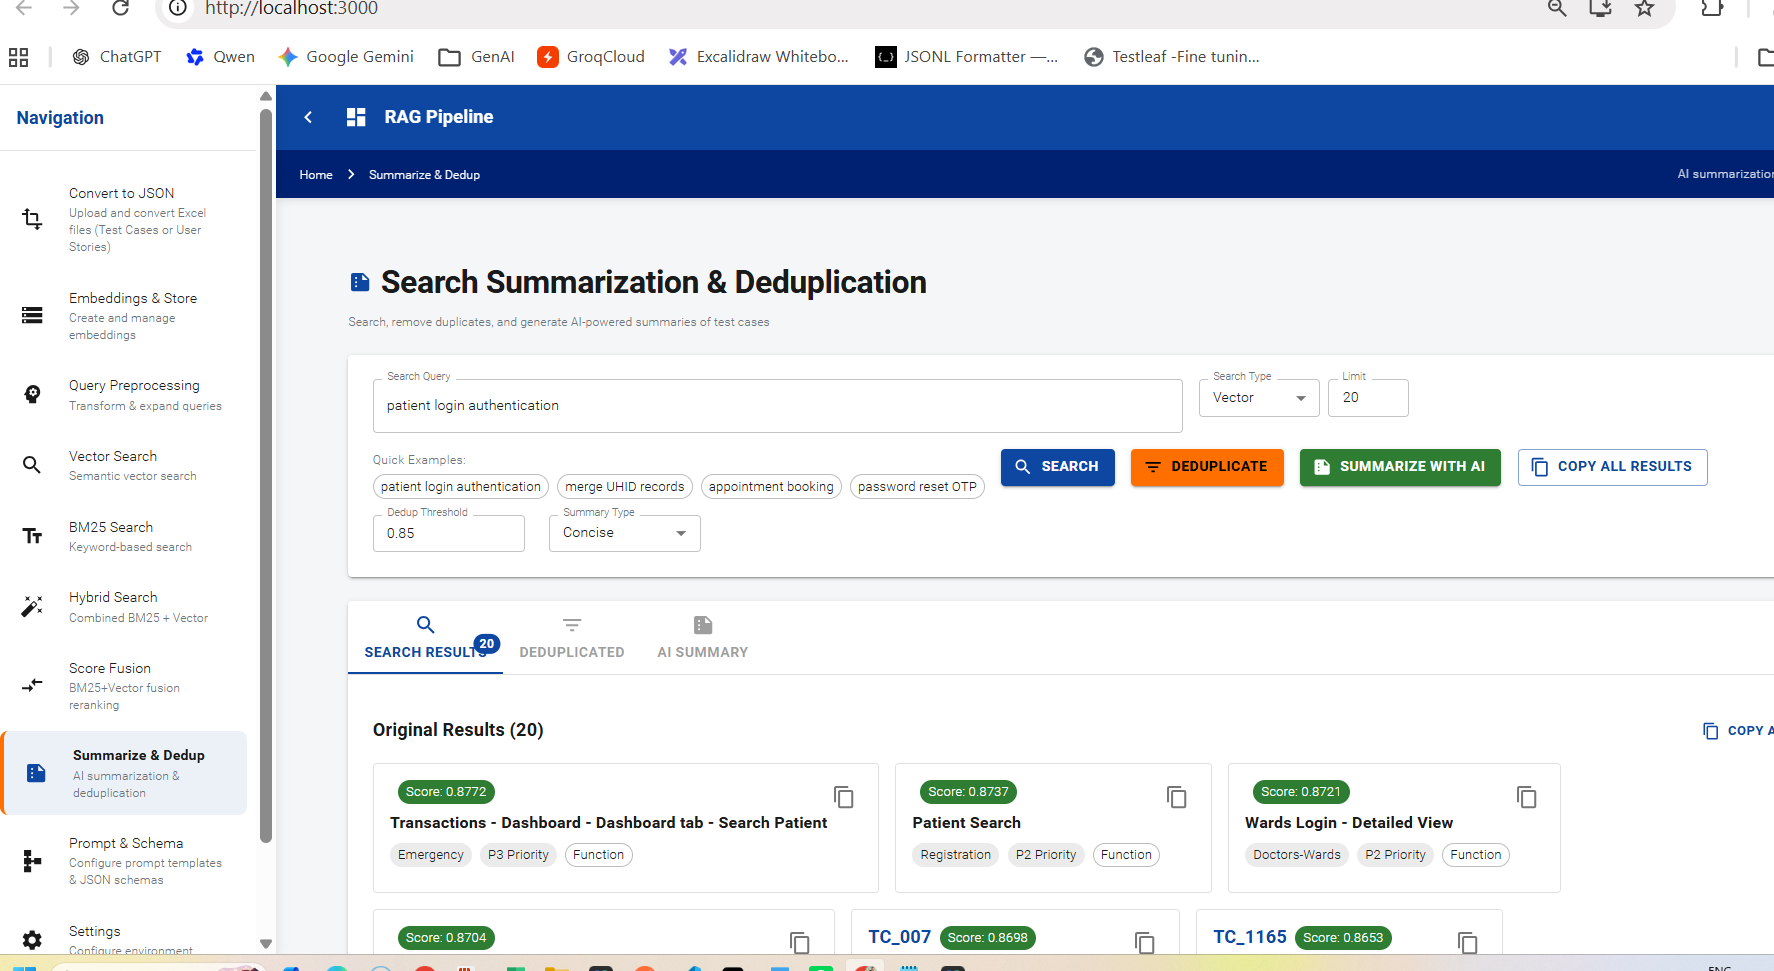 http://localhost:3000
ChatGPT
Qwen
Google Gemini
GenAI
GroqCloud
Excalidraw Whitebo...
JSONL Formatter —...
Testleaf -Fine tunin...
Navigation
Convert to JSON
Upload and convert Excel
files (Test Cases or User
Stories)
Embeddings & Store
Create and manage
embeddings
Query Preprocessing
Transform & expand queries
Vector Search
Semantic vector search
BM25 Search
Keyword-based search
Hybrid Search
Combined BM25 + Vector
Score Fusion
BM25+Vector fusion
reranking
Summarize & Dedup
AI summarization &
deduplication
Prompt & Schema
Configure prompt templates
& JSON schemas
Settings
Configure environment
RAG Pipeline
Home
Summarize & Dedup
AI summarization
Search Summarization & Deduplication
Search, remove duplicates, and generate AI-powered summaries of test cases
Search Query
patient login authentication
Search Type
Vector
Limit
20
Quick Examples:
patient login authentication
merge UHID records
appointment booking
password reset OTP
SEARCH
DEDUPLICATE
SUMMARIZE WITH AI
COPY ALL RESULTS
Dedup Threshold
0.85
Summary Type
Concise
SEARCH RESULTS
20
DEDUPLICATED
AI SUMMARY
Original Results (20)
COPY A
Score: 0.8772
Transactions - Dashboard - Dashboard tab - Search Patient
Emergency
P3 Priority
Function
Score: 0.8737
Patient Search
Registration
P2 Priority
Function
Score: 0.8721
Wards Login - Detailed View
Doctors-Wards
P2 Priority
Function
Score: 0.8704
TC_007
Score: 0.8698
TC_1165
Score: 0.8653
ENG